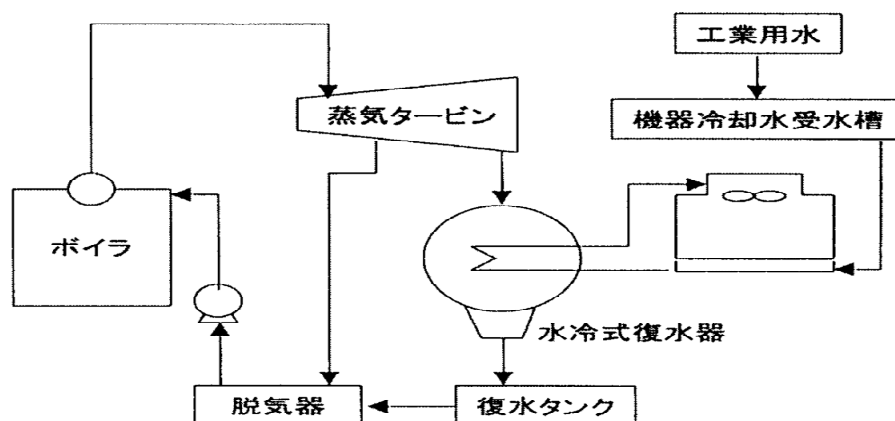 工業用水
蒸気タービン
機器冷却水受水槽
ボイラ
水冷式復水器
脱気器
復水タンク